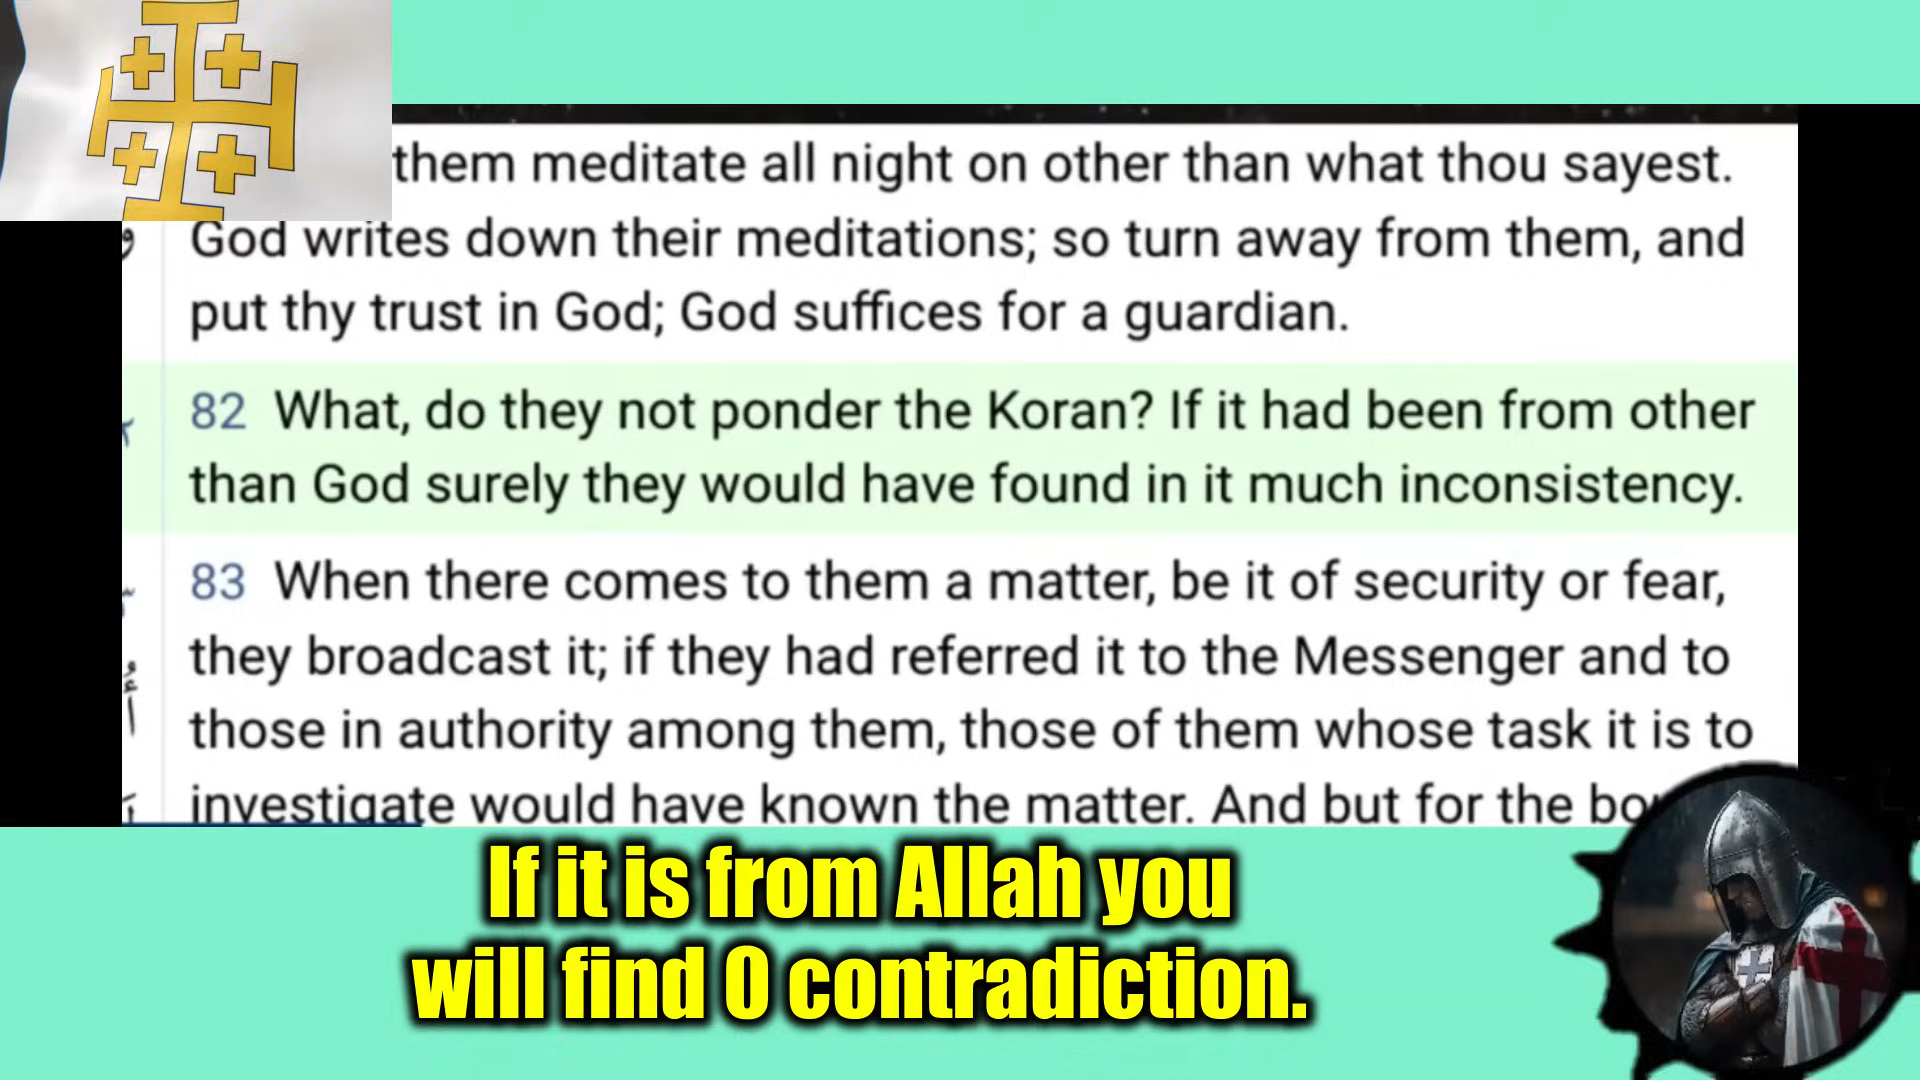 them meditate all night on other than what thou sayest.
God writes down their meditations; so turn away from them, and
put thy trust in God; God suffices for a guardian.
82 What, do they not ponder the Koran? If it had been from other
than God surely they would have found in it much inconsistency.
83 When there comes to them a matter, be it of security or fear,
they broadcast it; if they had referred it to the Messenger and to
those in authority among them, those of them whose task it is to
investigate would have known the matter. And but for the
If it is from Allah you
will find 0 contradiction.